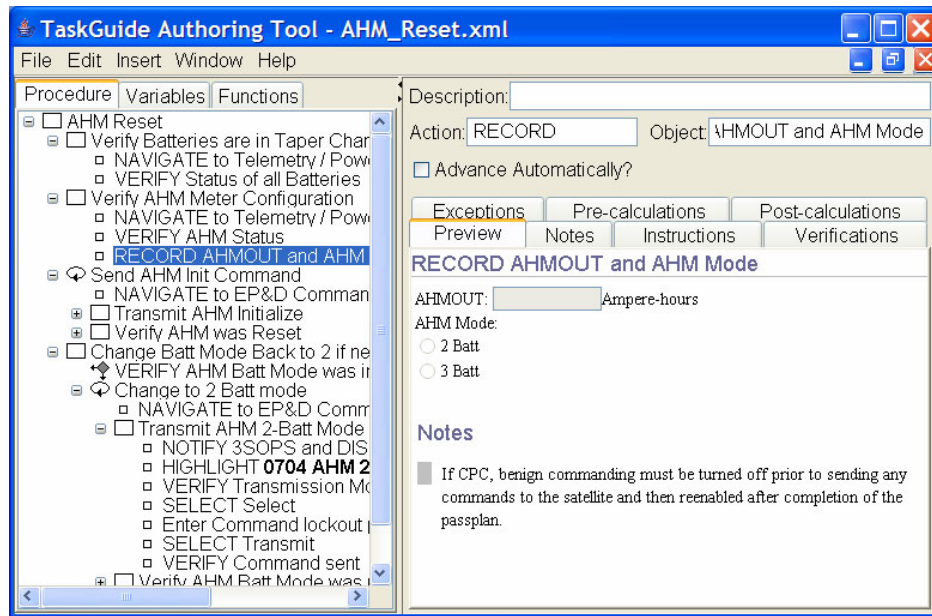 TaskGuide Authoring Tool - AHM_Reset.xml
File Edit Insert Window Help
Procedure Variables Functions
AHM Reset
Verify Batteries are in Taper Char
NAVIGATE to Telemetry / Pow
VERIFY Status of all Batteries
Verify AHM Meter Configuration
NAVIGATE to Telemetry / Pow
VERIFY AHM Status
RECORD AHMOUT and AHM
Send AHM Init Command
NAVIGATE to EP&D Comman
Transmit AHM Initialize
Verify AHM was Reset
Change Batt Mode Back to 2 if ne
VERIFY AHM Batt Mode was in
Change to 2 Batt mode
NAVIGATE to EP&D Comm
Transmit AHM 2-Batt Mode
NOTIFY 3SOPS and DIS
HIGHLIGHT 0704 AHM 2
VERIFY Transmission Mo
SELECT Select
Enter Command lockout
SELECT Transmit
VERIFY Command sent
Verify AHM Batt Mode was
Description:
Action: RECORD Object: AHMOUT and AHM Mode
Advance Automatically?
Exceptions Pre-calculations Post-calculations
Preview Notes Instructions Verifications
RECORD AHMOUT and AHM Mode
AHMOUT: Ampere-hours
AHM Mode:
2 Batt
3 Batt
Notes
If CPC, benign commanding must be turned off prior to sending any
commands to the satellite and then reenabled after completion of the
passplan.